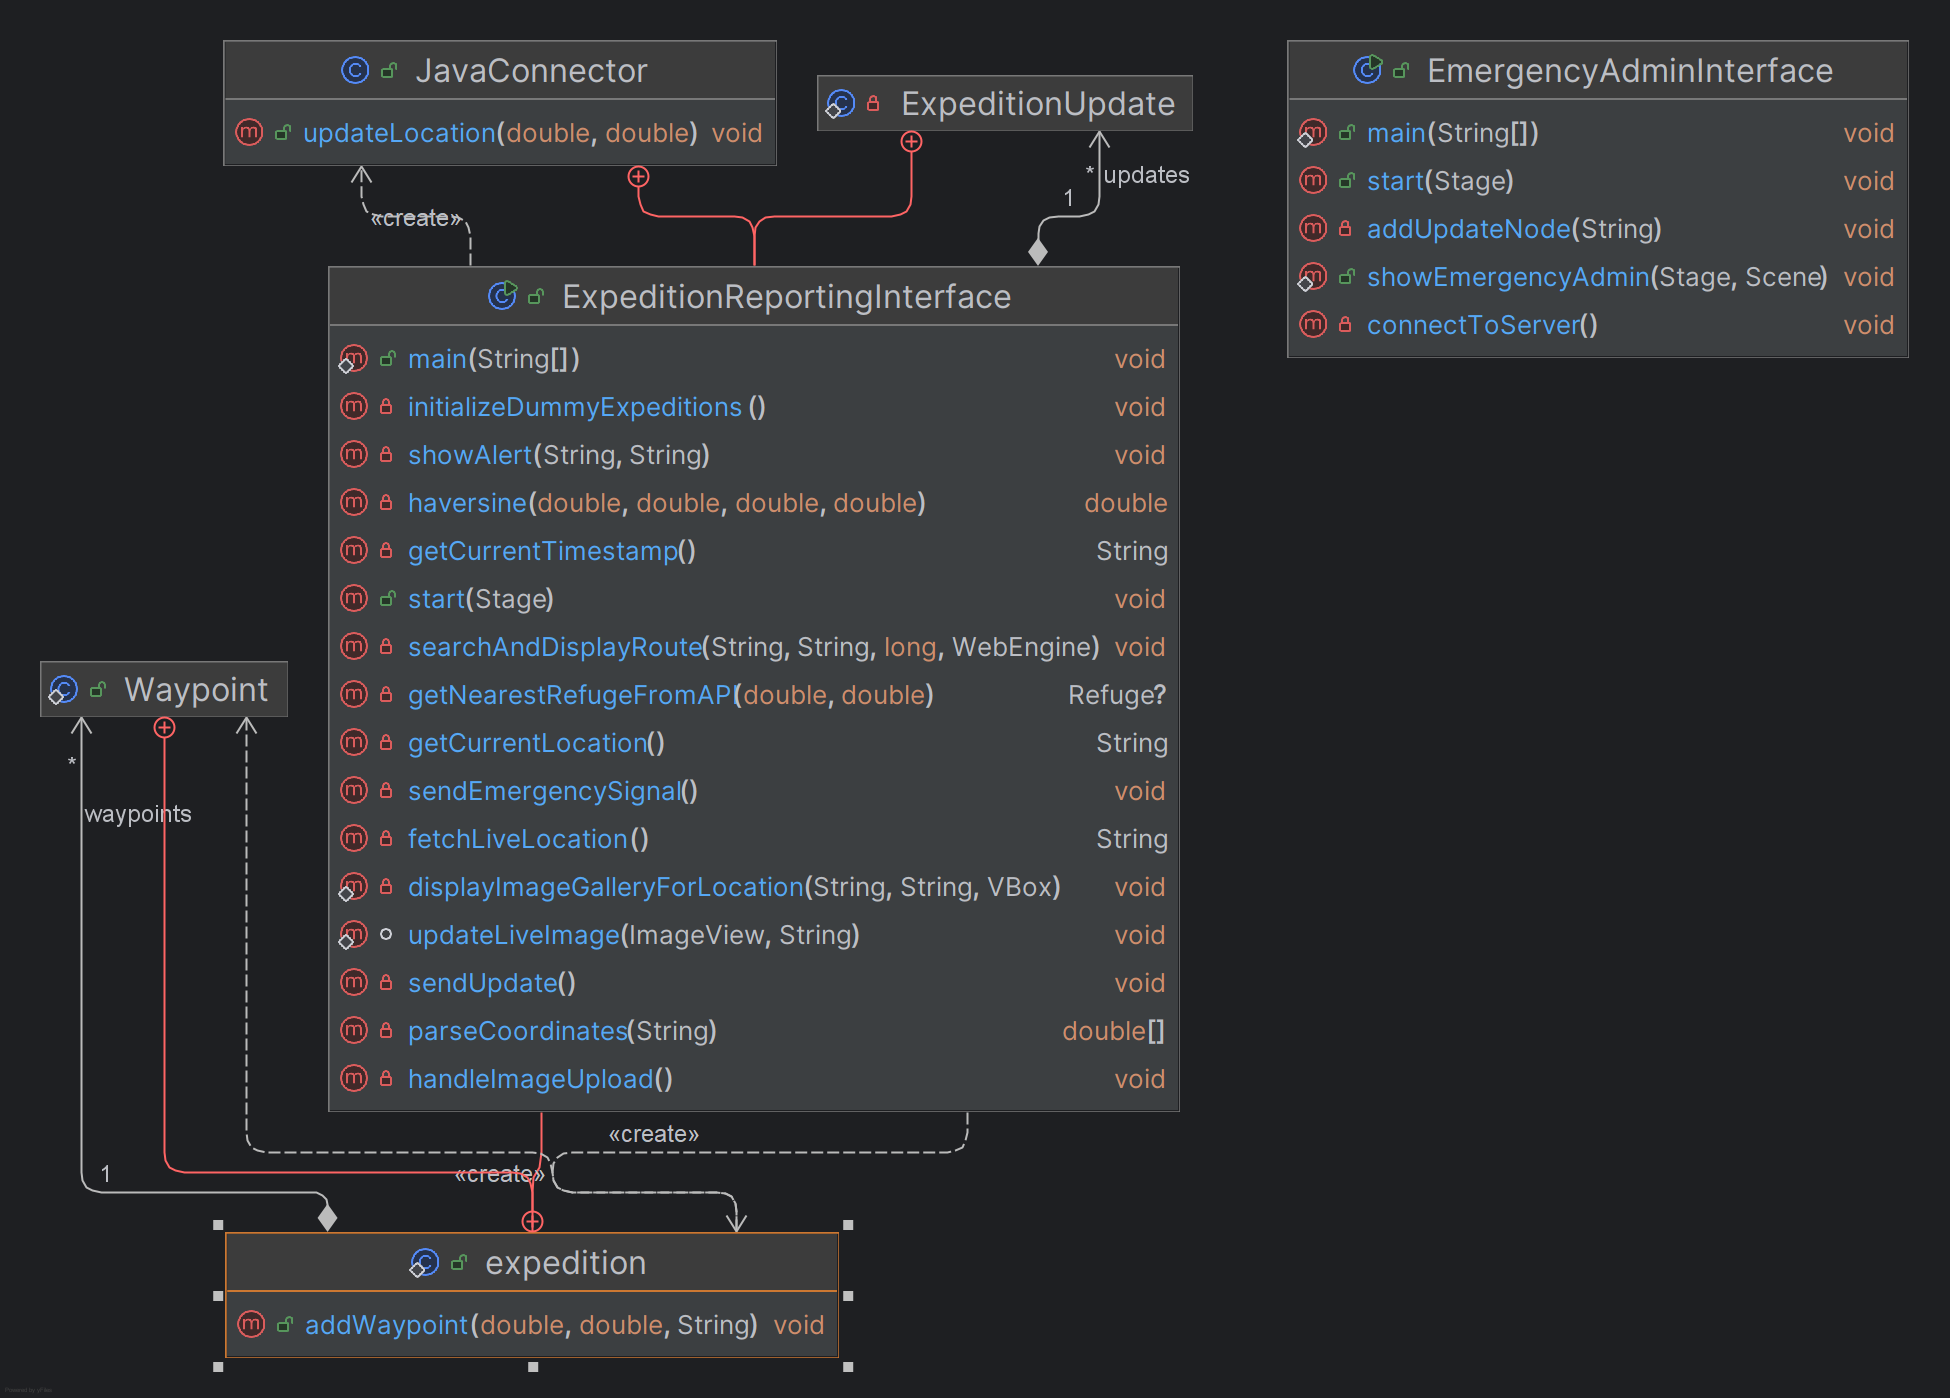 JavaConnector
updateLocation(double, double) void
ExpeditionUpdate
EmergencyAdminInterface
main(String[]) void
start(Stage) void
addUpdateNode(String) void
showEmergencyAdmin(Stage, Scene) void
connectToServer() void
* updates
1
«create»
ExpeditionReportingInterface
main(String[]) void
initializeDummyExpeditions () void
showAlert(String, String) void
haversine(double, double, double, double) double
getCurrentTimestamp() String
start(Stage) void
searchAndDisplayRoute(String, String, long, WebEngine) void
getNearestRefugeFromAPI(double, double) Refuge?
getCurrentLocation() String
sendEmergencySignal() void
fetchLiveLocation () String
displayImageGalleryForLocation(String, String, VBox) void
updateLiveImage(ImageView, String) void
sendUpdate() void
parseCoordinates(String) double[]
handleImageUpload() void
Waypoint
*
waypoints
«create»
1
«create»
expedition
addWaypoint(double, double, String) void
Powered by yFiles